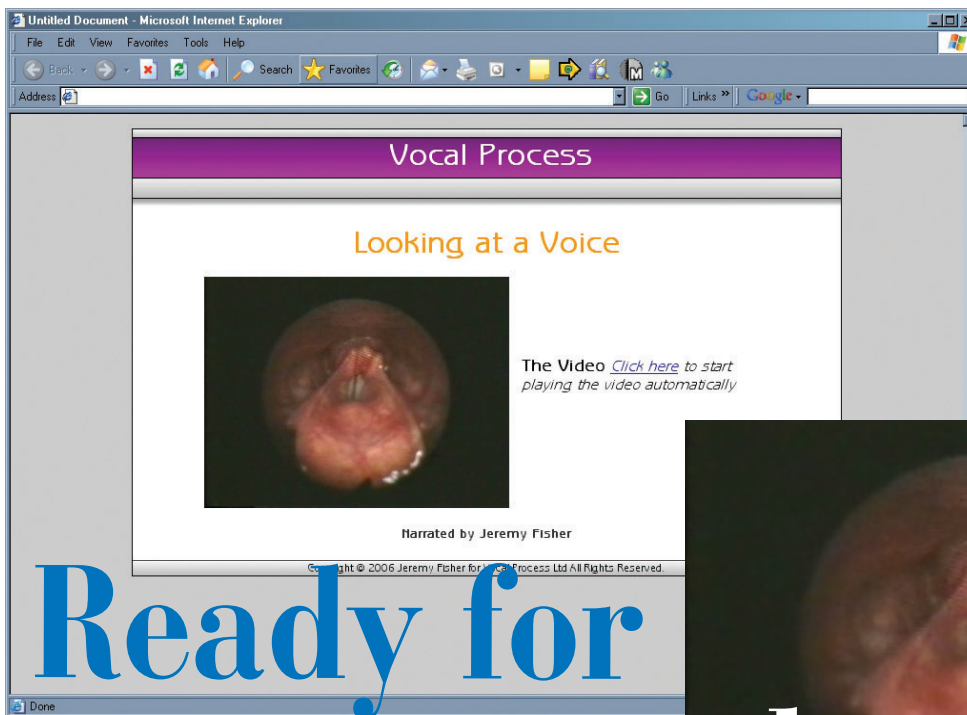 Untitled Document - Microsoft Internet Explorer
File Edit View Favorites Tools Help
Back Search Favorites M
Address Go Links » Google
Vocal Process
Looking at a Voice
The Video Click here to start
playing the video automatically
Narrated by Jeremy Fisher
© 2006 Jeremy Fisher for Process Ltd All Rights Reserved.
Ready for
Done